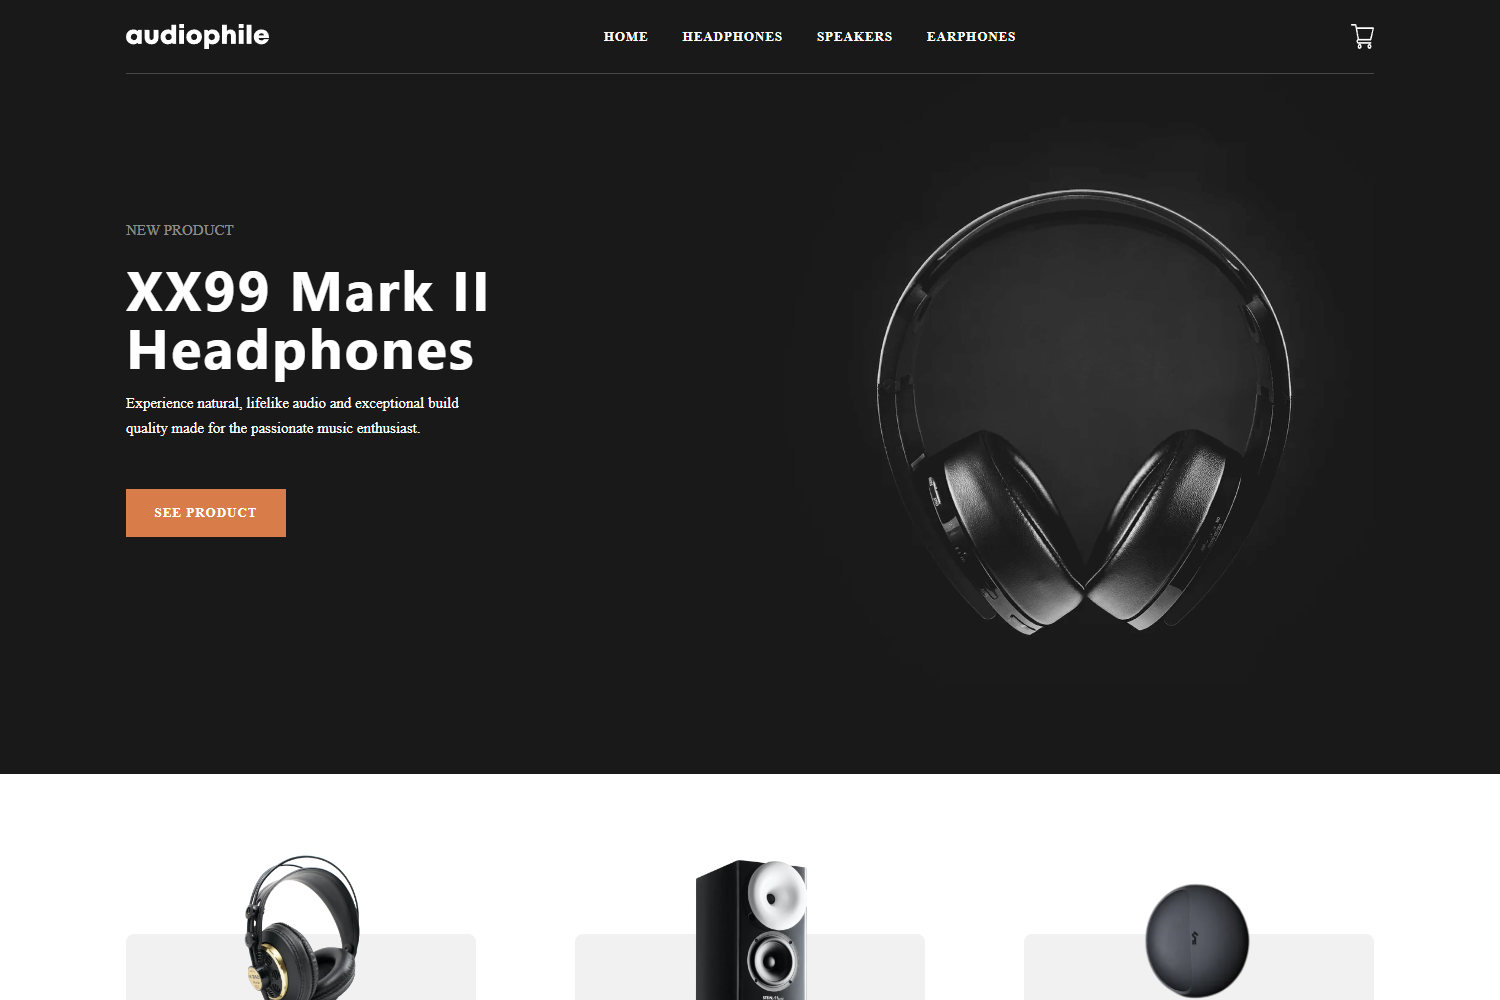 audiophile
HOME HEADPHONES SPEAKERS EARPHONES
NEW PRODUCT
XX99 Mark II
Headphones
Experience natural, lifelike audio and exceptional build
quality made for the passionate music enthusiast.
SEE PRODUCT